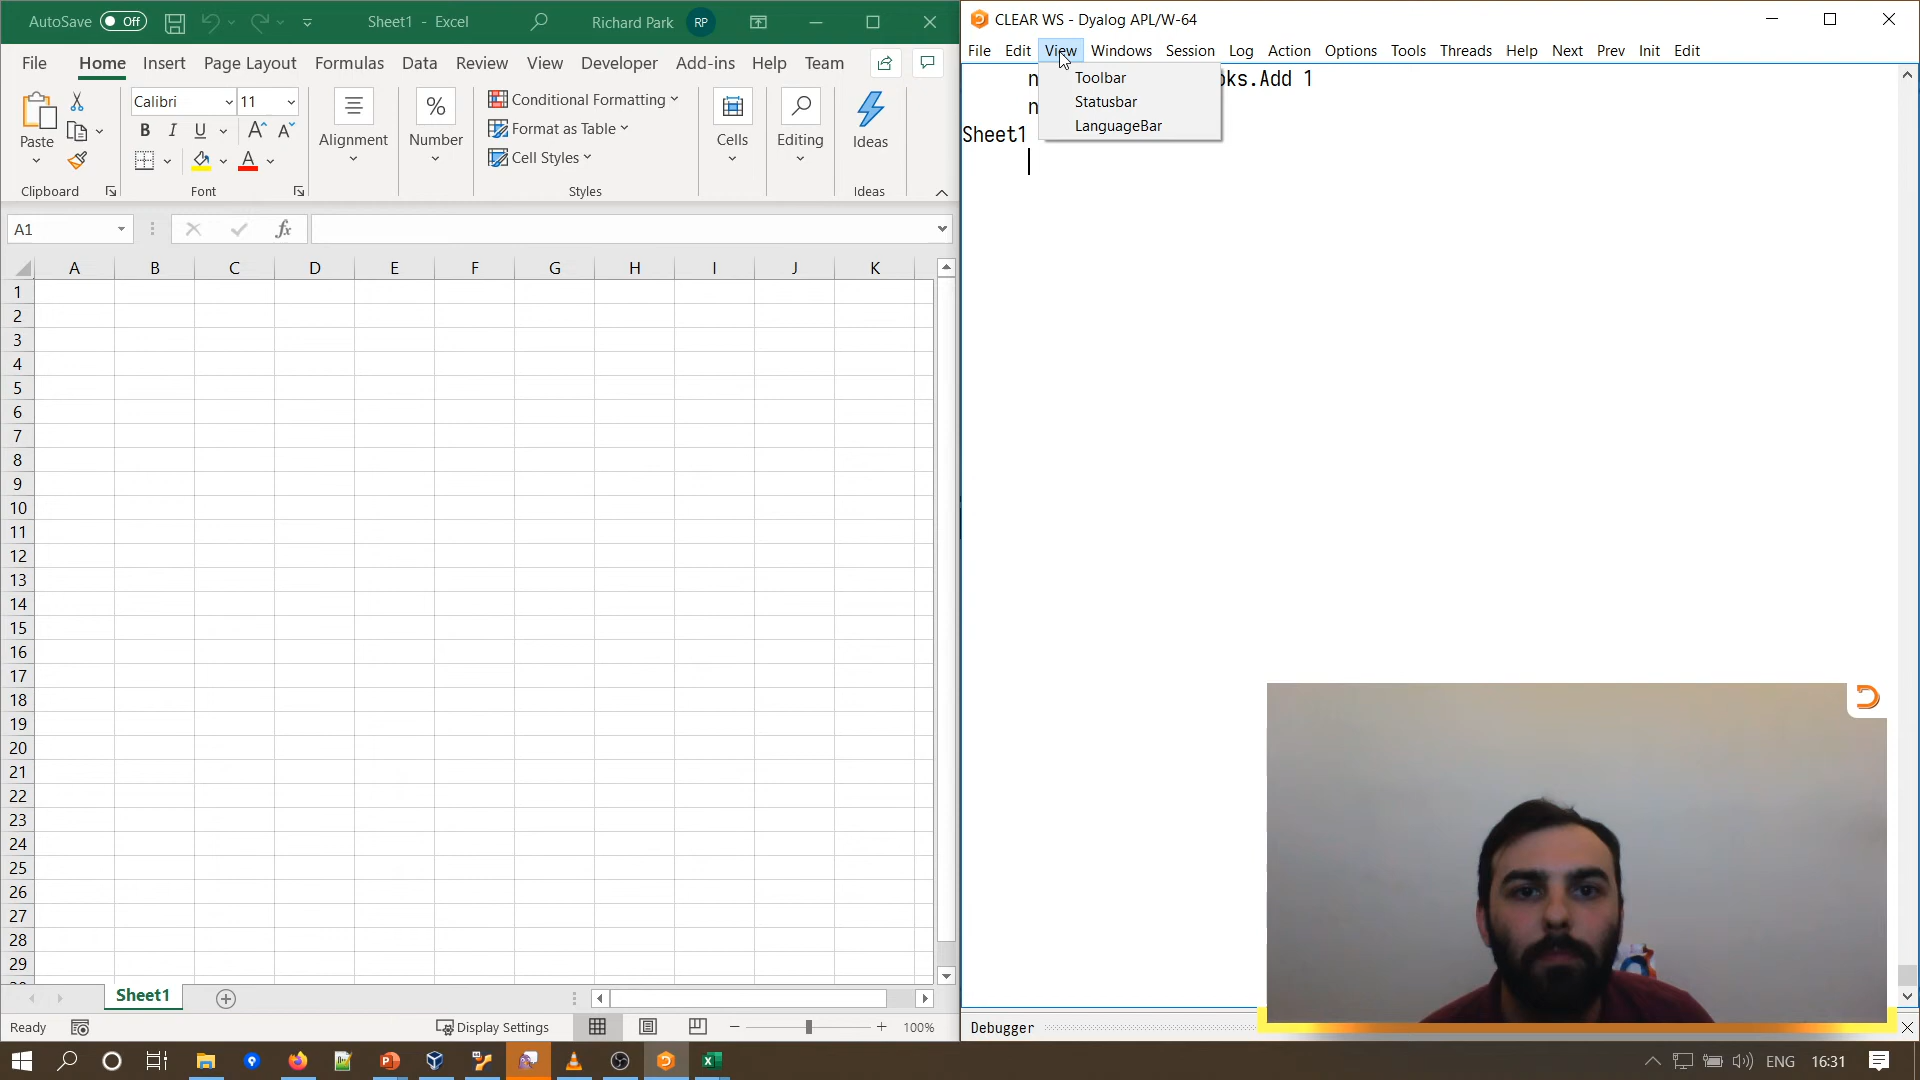 AutoSave Off Sheet1 - Excel Richard Park RP
File Home Insert Page Layout Formulas Data Review View Developer Add-ins Help Team
Paste
Clipboard
Calibri 11
B I U A A
A
Font
Alignment
%
Number
Conditional Formatting
Format as Table
Cell Styles
Styles
Cells
Editing
Ideas
Ideas
A1 fx
A B C D E F G H I J K
1
2
3
4
5
6
7
8
9
10
11
12
13
14
15
16
17
18
19
20
21
22
23
24
25
26
27
28
29
Sheet1
Ready Display Settings 100%
CLEAR WS - Dyalog APL/W-64
File Edit View Windows Session Log Action Options Tools Threads Help Next Prev Init Edit
Toolbar
Statusbar
LanguageBar
n ks.Add 1
n
Sheet1
Debugger
ENG 16:31